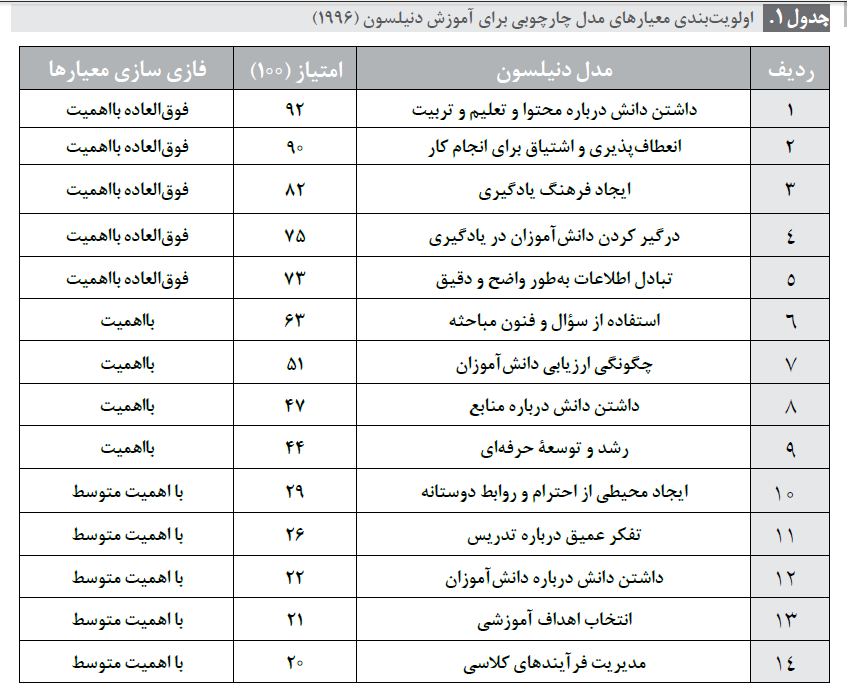 جدول ۱. اولویت‌بندی معیارهای مدل چارچوبی برای آموزش دنیلسون (۱۹۹۶)
ردیف مدل دنیلسون امتیاز (۱۰۰) فازی سازی معیارها
۱ داشتن دانش درباره محتوا و تعلیم و تربیت ۹۲ فوق‌العاده بااهمیت
۲ انعطاف‌پذیری و اشتیاق برای انجام کار ۹۰ فوق‌العاده بااهمیت
۳ ایجاد فرهنگ یادگیری ۸۲ فوق‌العاده بااهمیت
٤ درگیر کردن دانش‌آموزان در یادگیری ۷۵ فوق‌العاده بااهمیت
۵ تبادل اطلاعات به‌طور واضح و دقیق ۷۳ فوق‌العاده بااهمیت
٦ استفاده از سؤال و فنون مباحثه ۶۳ بااهمیت
۷ چگونگی ارزیابی دانش‌آموزان ۵۱ بااهمیت
۸ داشتن دانش درباره منابع ۴۷ بااهمیت
۹ رشد و توسعهٔ حرفه‌ای ۴۴ بااهمیت
۱۰ ایجاد محیطی از احترام و روابط دوستانه ۲۹ با اهمیت متوسط
۱۱ تفکر عمیق درباره تدریس ۲۶ با اهمیت متوسط
۱۲ داشتن دانش درباره دانش‌آموزان ۲۲ با اهمیت متوسط
۱۳ انتخاب اهداف آموزشی ۲۱ با اهمیت متوسط
۱٤ مدیریت فرآیندهای کلاسی ۲۰ با اهمیت متوسط